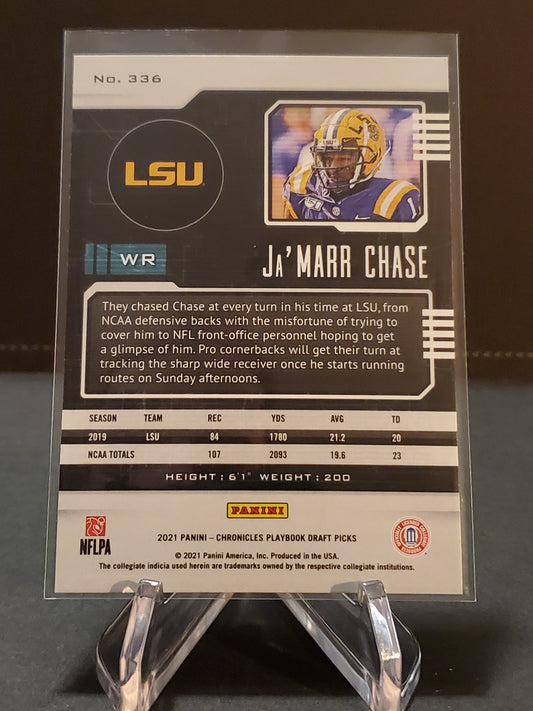 No. 336
LSU
WR
JA'MARR CHASE
They chased Chase at every turn in his time at LSU, from
NCAA defensive backs with the misfortune of trying to
cover him to NFL front-office personnel hoping to get
a glimpse of him. Pro cornerbacks will get their turn at
tracking the sharp wide receiver once he starts running
routes on Sunday afternoons.
SEASON TEAM REC YDS AVG TD
2019 LSU 84 1780 21.2 20
NCAA TOTALS 107 2093 19.6 23
HEIGHT: 6'1" WEIGHT: 200
PANINI
NFLPA
2021 PANINI – CHRONICLES PLAYBOOK DRAFT PICKS
© 2021 Panini America, Inc. Produced in the USA.
The collegiate indicia used herein are trademarks owned by the respective collegiate institutions.